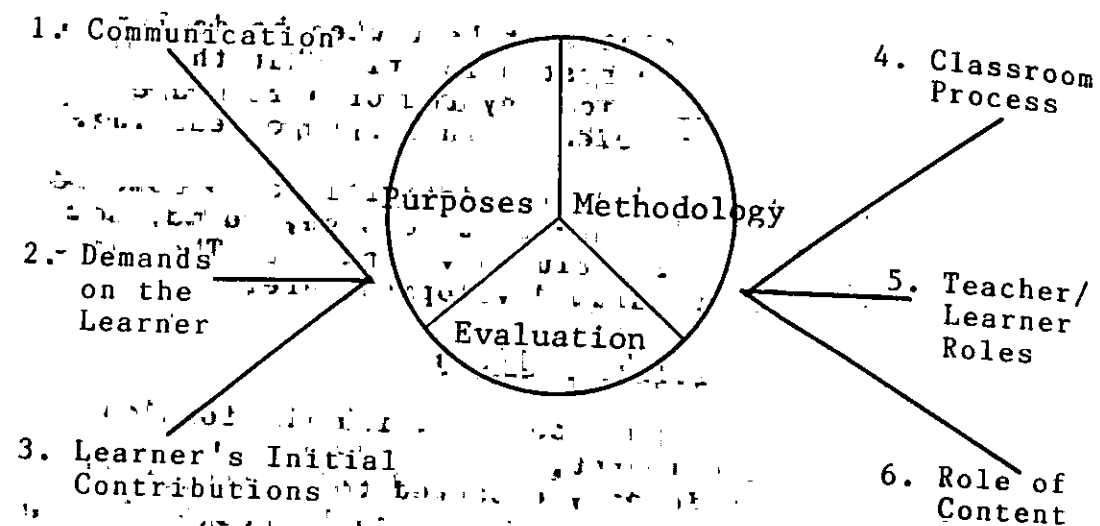 1. Communication
4. Classroom
Process
Purposes
Methodology
2. Demands
on the
Learner
5. Teacher/
Learner
Roles
Evaluation
3. Learner's Initial
Contributions
6. Role of
Content